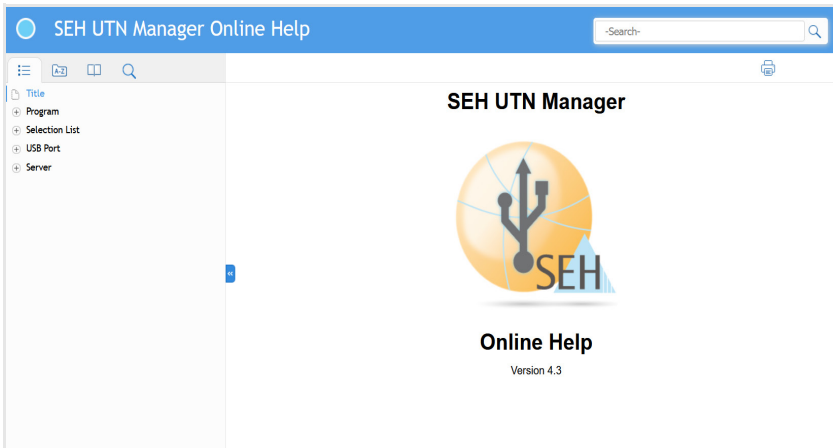 SEH UTN Manager Online Help
-Search-
A-Z
Title
Program
Selection List
USB Port
Server
SEH UTN Manager
SEH
Online Help
Version 4.3